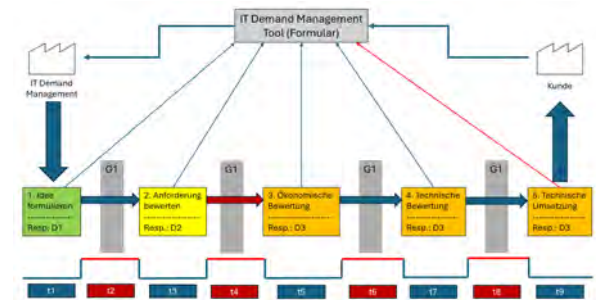 IT Demand Management
Tool (Formular)
IT Demand
Management
Kunde
G1
G1
G1
G1
1. Idee
formulieren
Resp: D1
2. Anforderung
bewerten
Resp.: D2
3. Ökonomische
Bewertung
Resp.: D3
4. Technische
Bewertung
Resp.: D3
5. Technische
Umsetzung
Resp.: D3
t1
t2
t3
t4
t5
t6
t7
t8
t9